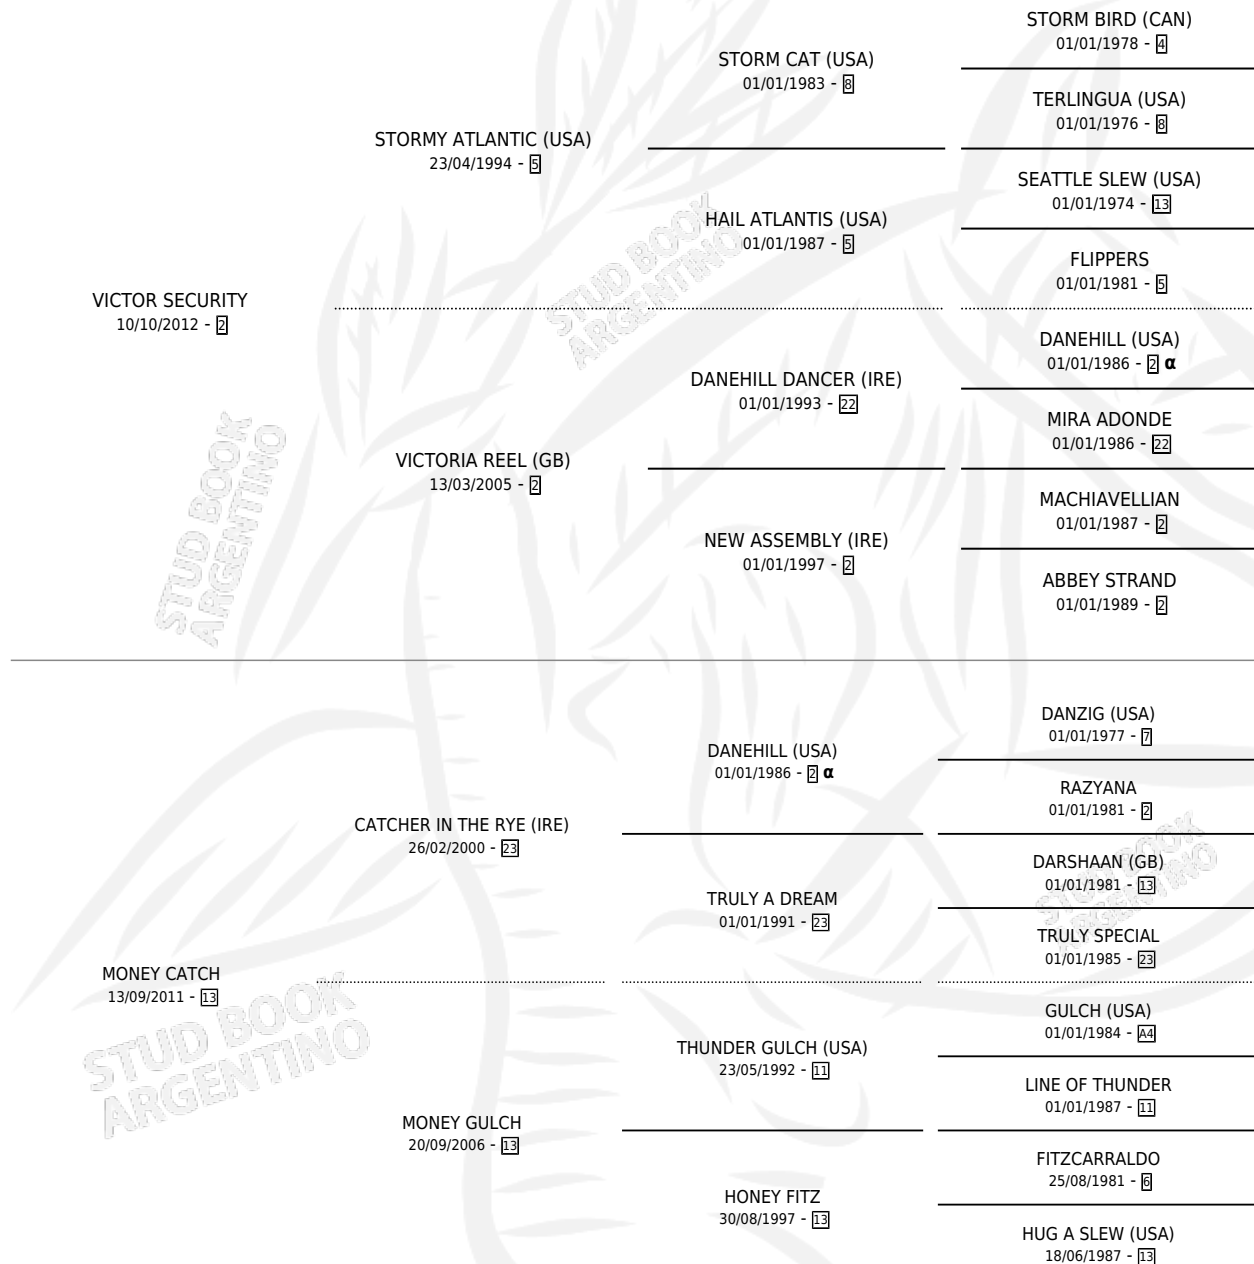 STORM BIRD (CAN)
01/01/1978 - 4
STORM CAT (USA)
01/01/1983 - 8
TERLINGUA (USA)
01/01/1976 - 8
STORMY ATLANTIC (USA)
23/04/1994 - 5
SEATTLE SLEW (USA)
01/01/1974 - 13
HAIL ATLANTIS (USA)
01/01/1987 - 5
FLIPPERS
01/01/1981 - 5
VICTOR SECURITY
10/10/2012 - 2
DANEHILL (USA)
01/01/1986 - 2 α
DANEHILL DANCER (IRE)
01/01/1993 - 22
MIRA ADONDE
01/01/1986 - 22
VICTORIA REEL (GB)
13/03/2005 - 2
MACHIAVELLIAN
01/01/1987 - 2
NEW ASSEMBLY (IRE)
01/01/1997 - 2
ABBEY STRAND
01/01/1989 - 2
STUD BOOK
ARGENTINO
STUD BOOK
ARGENTINO
DANZIG (USA)
01/01/1977 - 7
DANEHILL (USA)
01/01/1986 - 2 α
RAZYANA
01/01/1981 - 2
CATCHER IN THE RYE (IRE)
26/02/2000 - 23
DARSHAAN (GB)
01/01/1981 - 13
TRULY A DREAM
01/01/1991 - 23
TRULY SPECIAL
01/01/1985 - 23
STUD BOOK
ARGENTINO
MONEY CATCH
13/09/2011 - 13
GULCH (USA)
01/01/1984 - A4
THUNDER GULCH (USA)
23/05/1992 - 11
LINE OF THUNDER
01/01/1987 - 11
MONEY GULCH
20/09/2006 - 13
FITZCARRALDO
25/08/1981 - 6
HONEY FITZ
30/08/1997 - 13
HUG A SLEW (USA)
18/06/1987 - 13
STUD BOOK
ARGENTINO